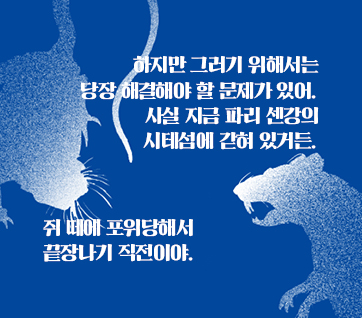 하지만 그러기 위해서는
당장 해결해야 할 문제가 있어.
사실 지금 파리 센강의
시테섬에 갇혀 있거든.
쥐 떼에 포위당해서
끝장나기 직전이야.